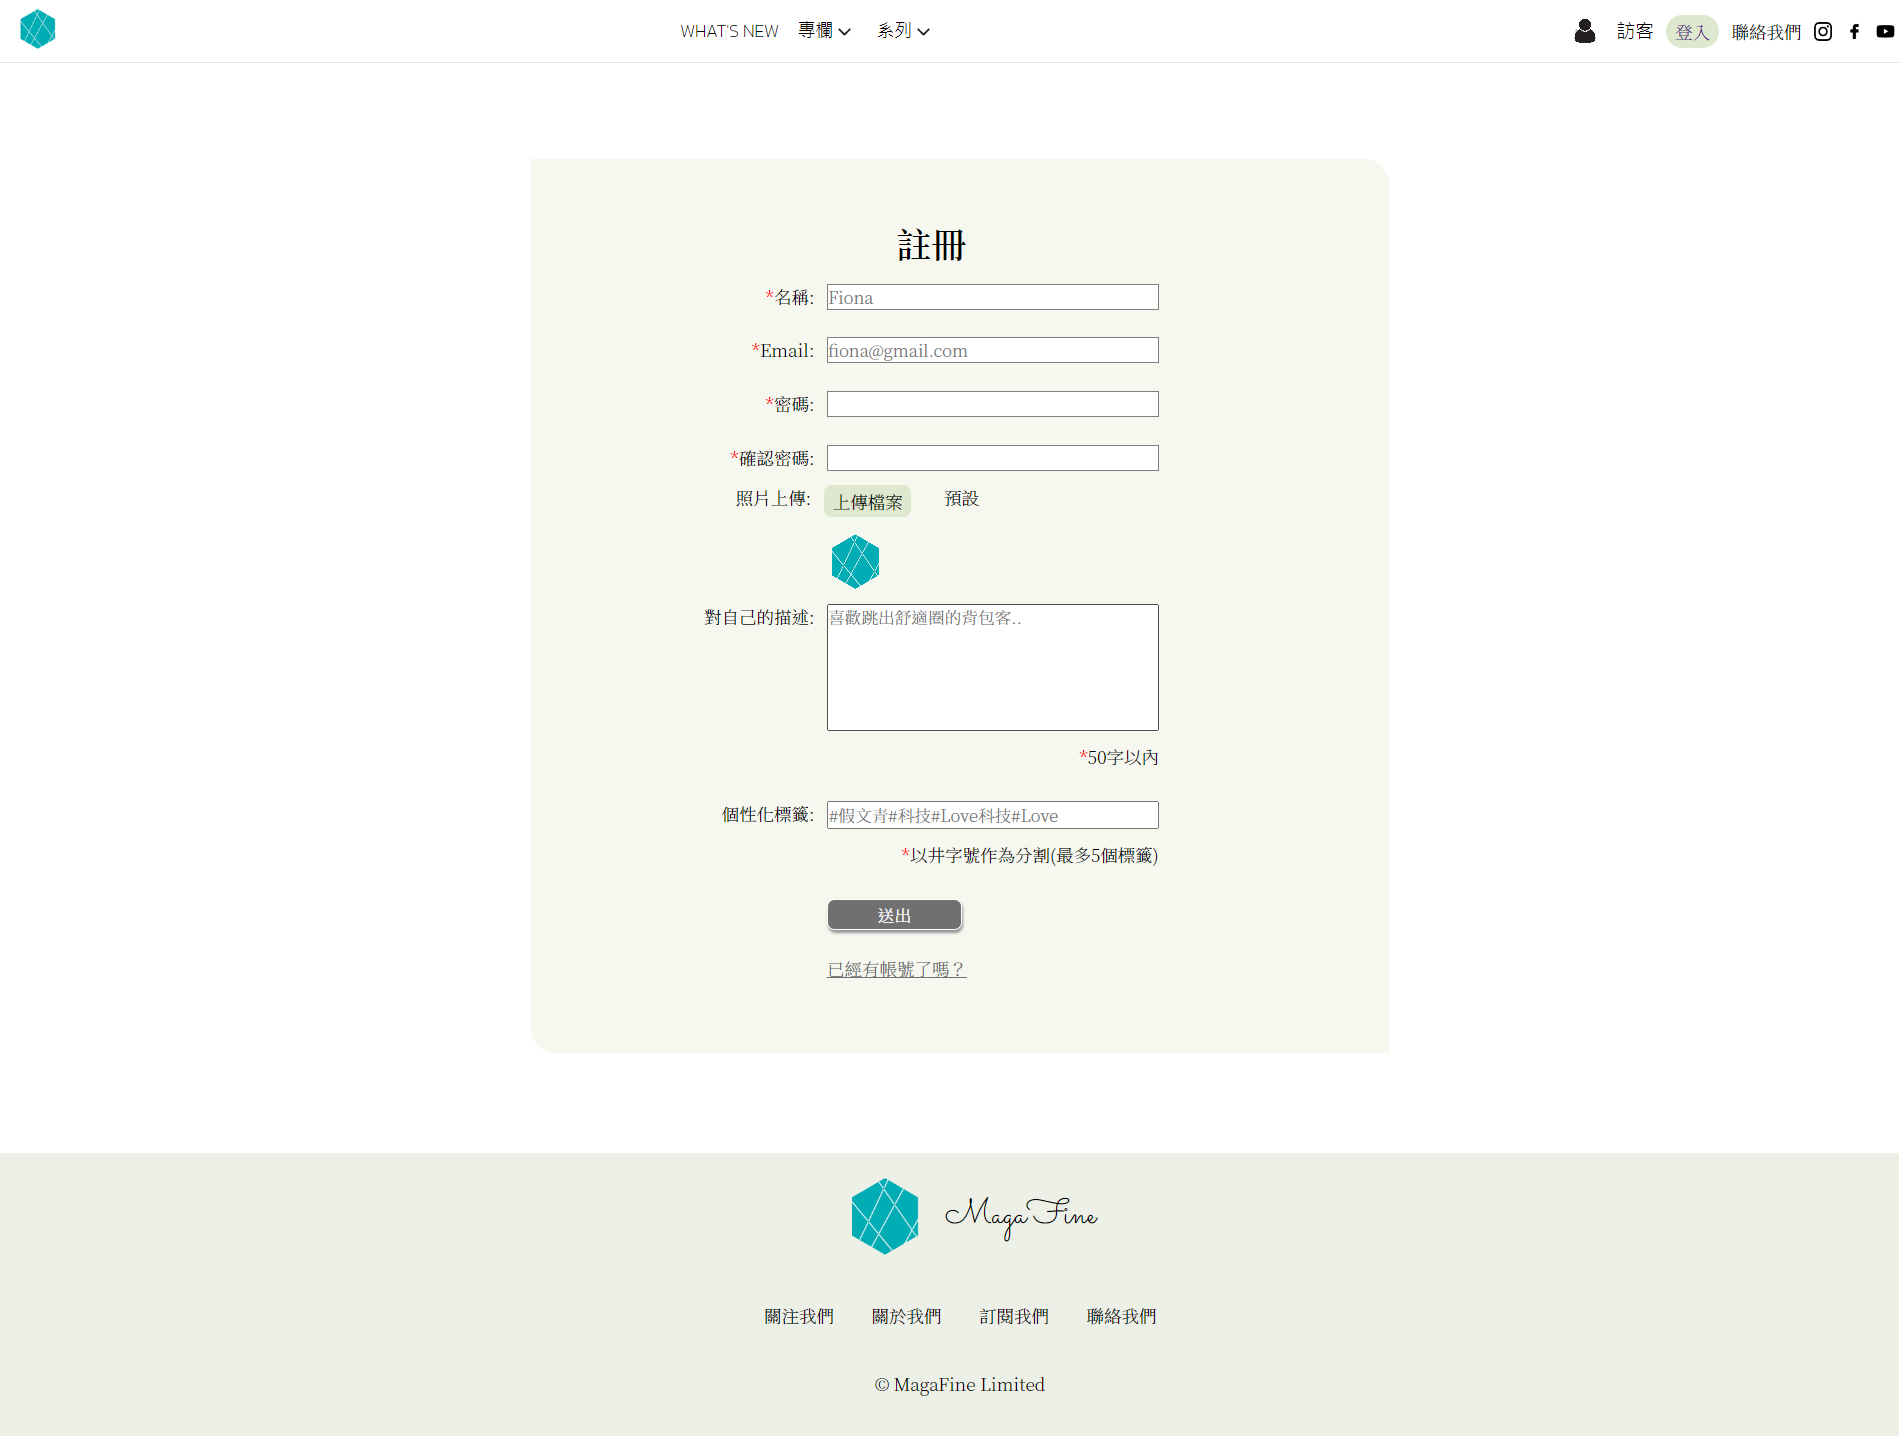 WHAT'S NEW 專欄 系列 訪客 登入 聯絡我們
註冊
*名稱: Fiona
*Email: fiona@gmail.com
*密碼:
*確認密碼:
照片上傳: 上傳檔案 預設
對自己的描述: 喜歡跳出舒適圈的背包客..
*50字以內
個性化標籤: #假文青#科技#Love科技#Love
*以井字號作為分割(最多5個標籤)
送出
已經有帳號了嗎？
MagaFine
關注我們 關於我們 訂閱我們 聯絡我們
© MagaFine Limited